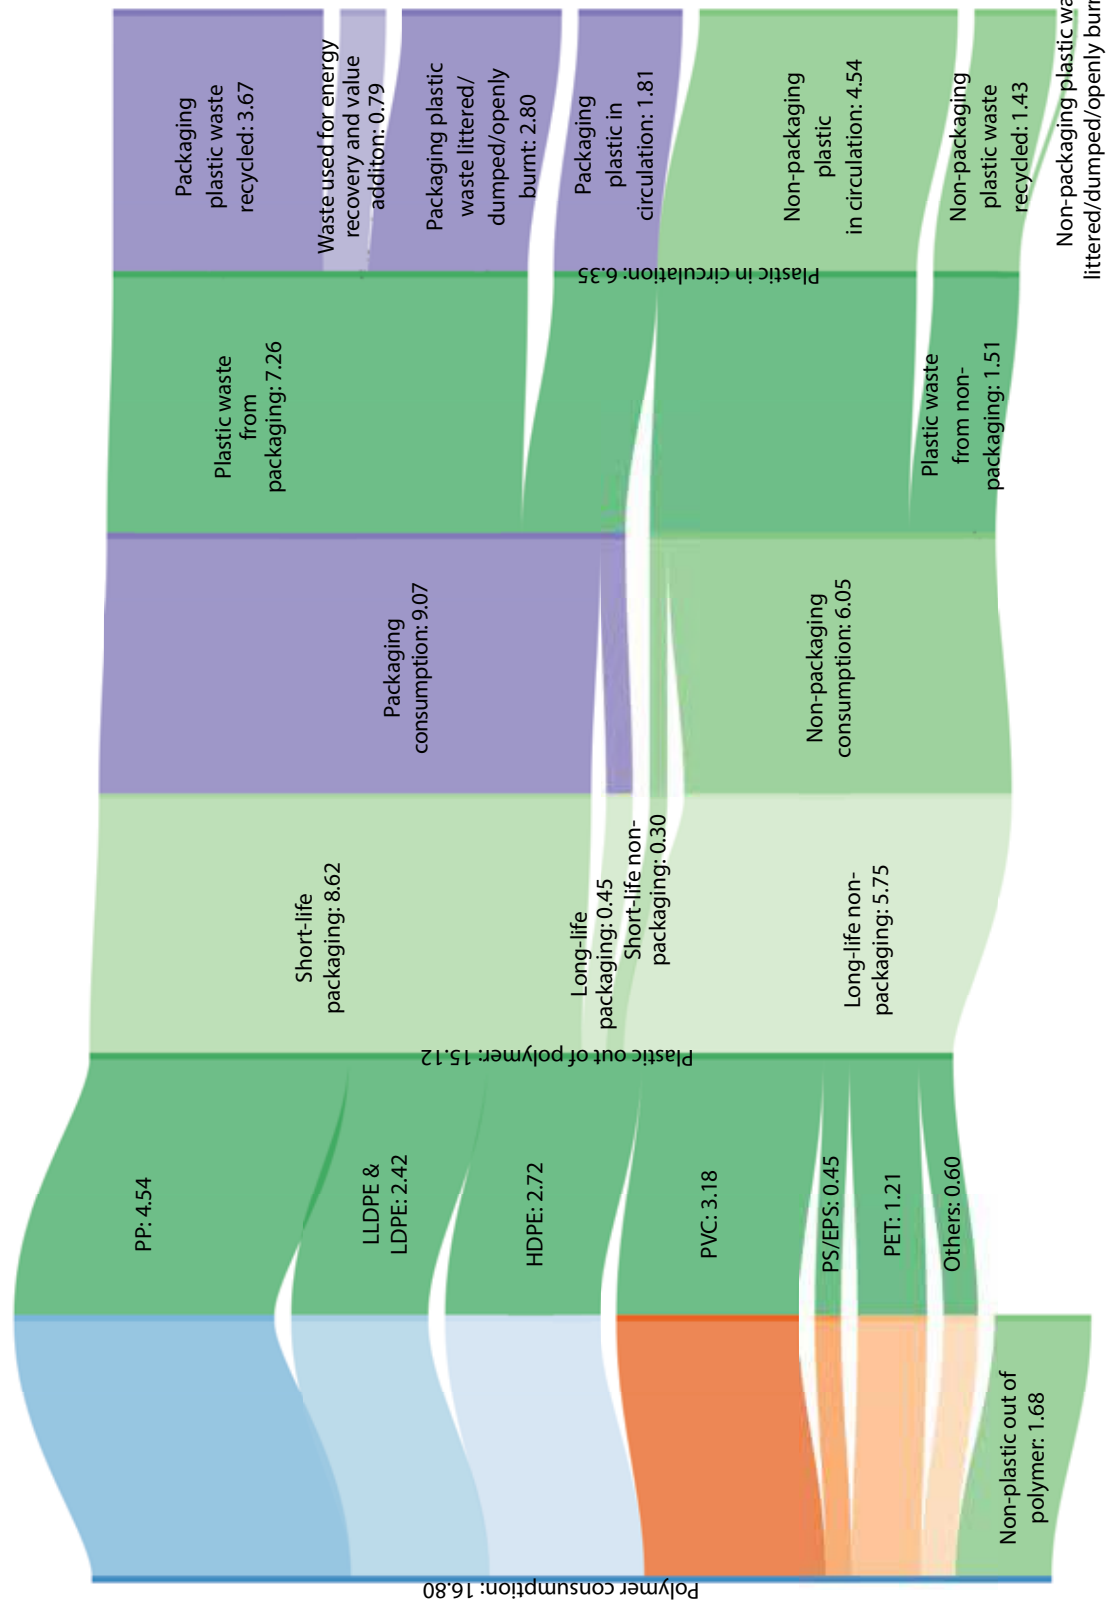 Polymer consumption: 16.80
PP: 4.54
LLDPE &
LDPE: 2.42
HDPE: 2.72
PVC: 3.18
PS/EPS: 0.45
PET: 1.21
Others: 0.60
Non-plastic out of
polymer: 1.68
Plastic out of polymer: 15.12
Short-life
packaging: 8.62
Long-life
packaging: 0.45
Short-life non-
packaging: 0.30
Long-life non-
packaging: 5.75
Packaging
consumption: 9.07
Non-packaging
consumption: 6.05
Plastic waste
from
packaging: 7.26
Plastic waste
from non-
packaging: 1.51
Plastic in circulation: 6.35
Packaging
plastic waste
recycled: 3.67
Waste used for energy
recovery and value
additon: 0.79
Packaging plastic
waste littered/
dumped/openly
burnt: 2.80
Packaging
plastic in
circulation: 1.81
Non-packaging
plastic
in circulation: 4.54
Non-packaging
plastic waste
recycled: 1.43
Non-packaging plastic
littered/dumped/openly